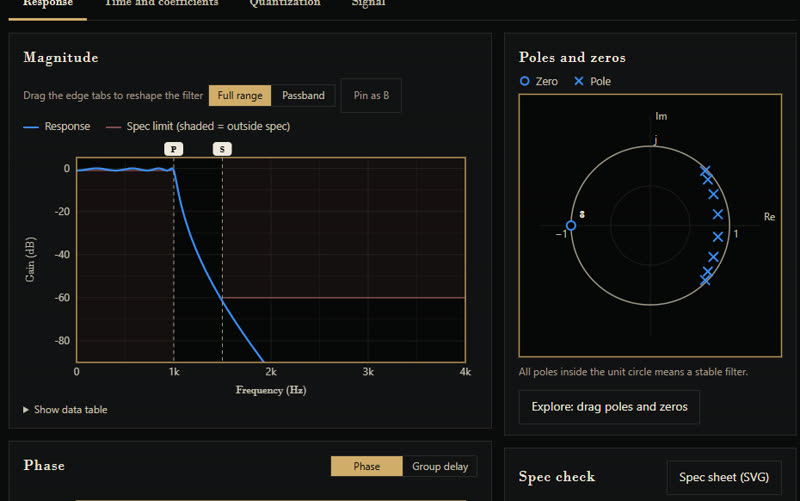 Response Time and coefficients Quantization Signal
Magnitude
Drag the edge tabs to reshape the filter Full range Passband Pin as B
Response Spec limit (shaded = outside spec)
P S
0
-20
-40
-60
-80
Gain (dB)
0 1k 2k 3k 4k
Frequency (Hz)
Show data table
Phase
Phase Group delay
Poles and zeros
Zero Pole
Im
j
8
Re
−1 1
All poles inside the unit circle means a stable filter.
Explore: drag poles and zeros
Spec check
Spec sheet (SVG)